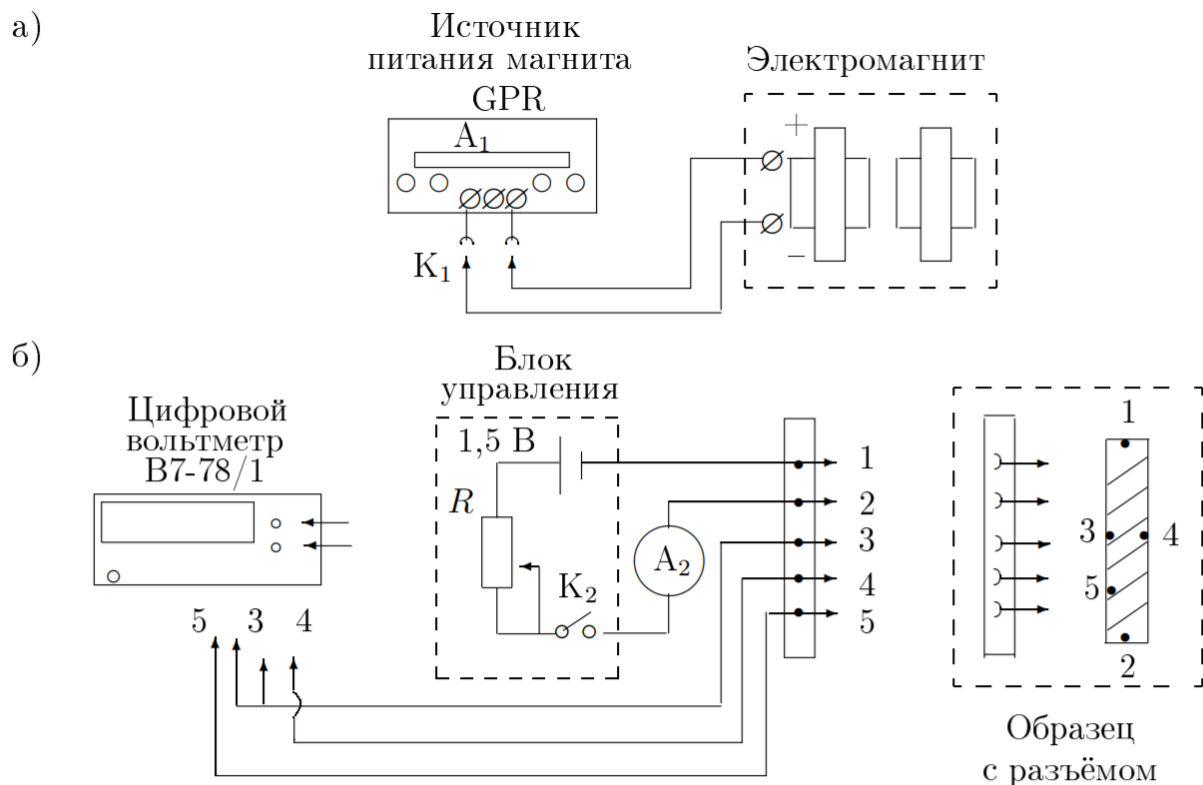 а)
Источник
питания магнита
GPR
A₁
K₁
Электромагнит
+
−
б)
Цифровой
вольтметр
В7-78/1
5 3 4
Блок
управления
1,5 В
R
K₂
A₂
1
2
3
4
5
1
3
4
5
2
Образец
с разъёмом